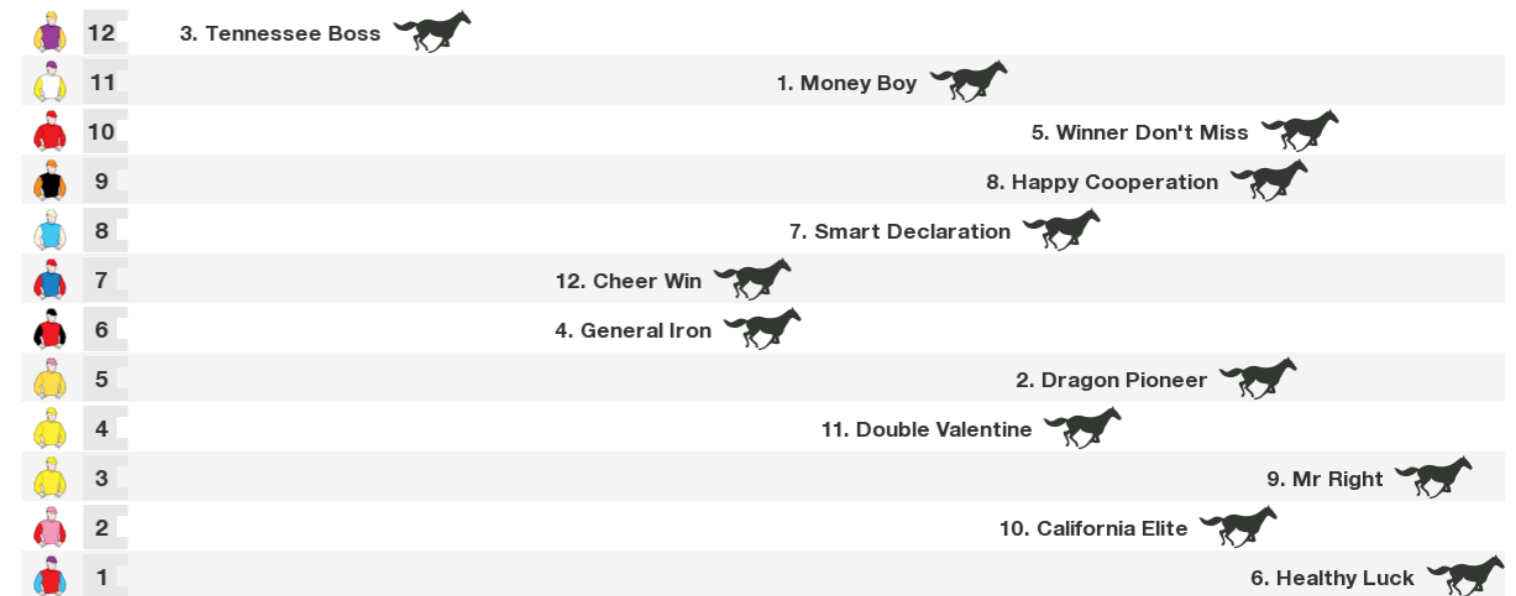 12 3. Tennessee Boss
11 1. Money Boy
10 5. Winner Don't Miss
9 8. Happy Cooperation
8 7. Smart Declaration
7 12. Cheer Win
6 4. General Iron
5 2. Dragon Pioneer
4 11. Double Valentine
3 9. Mr Right
2 10. California Elite
1 6. Healthy Luck